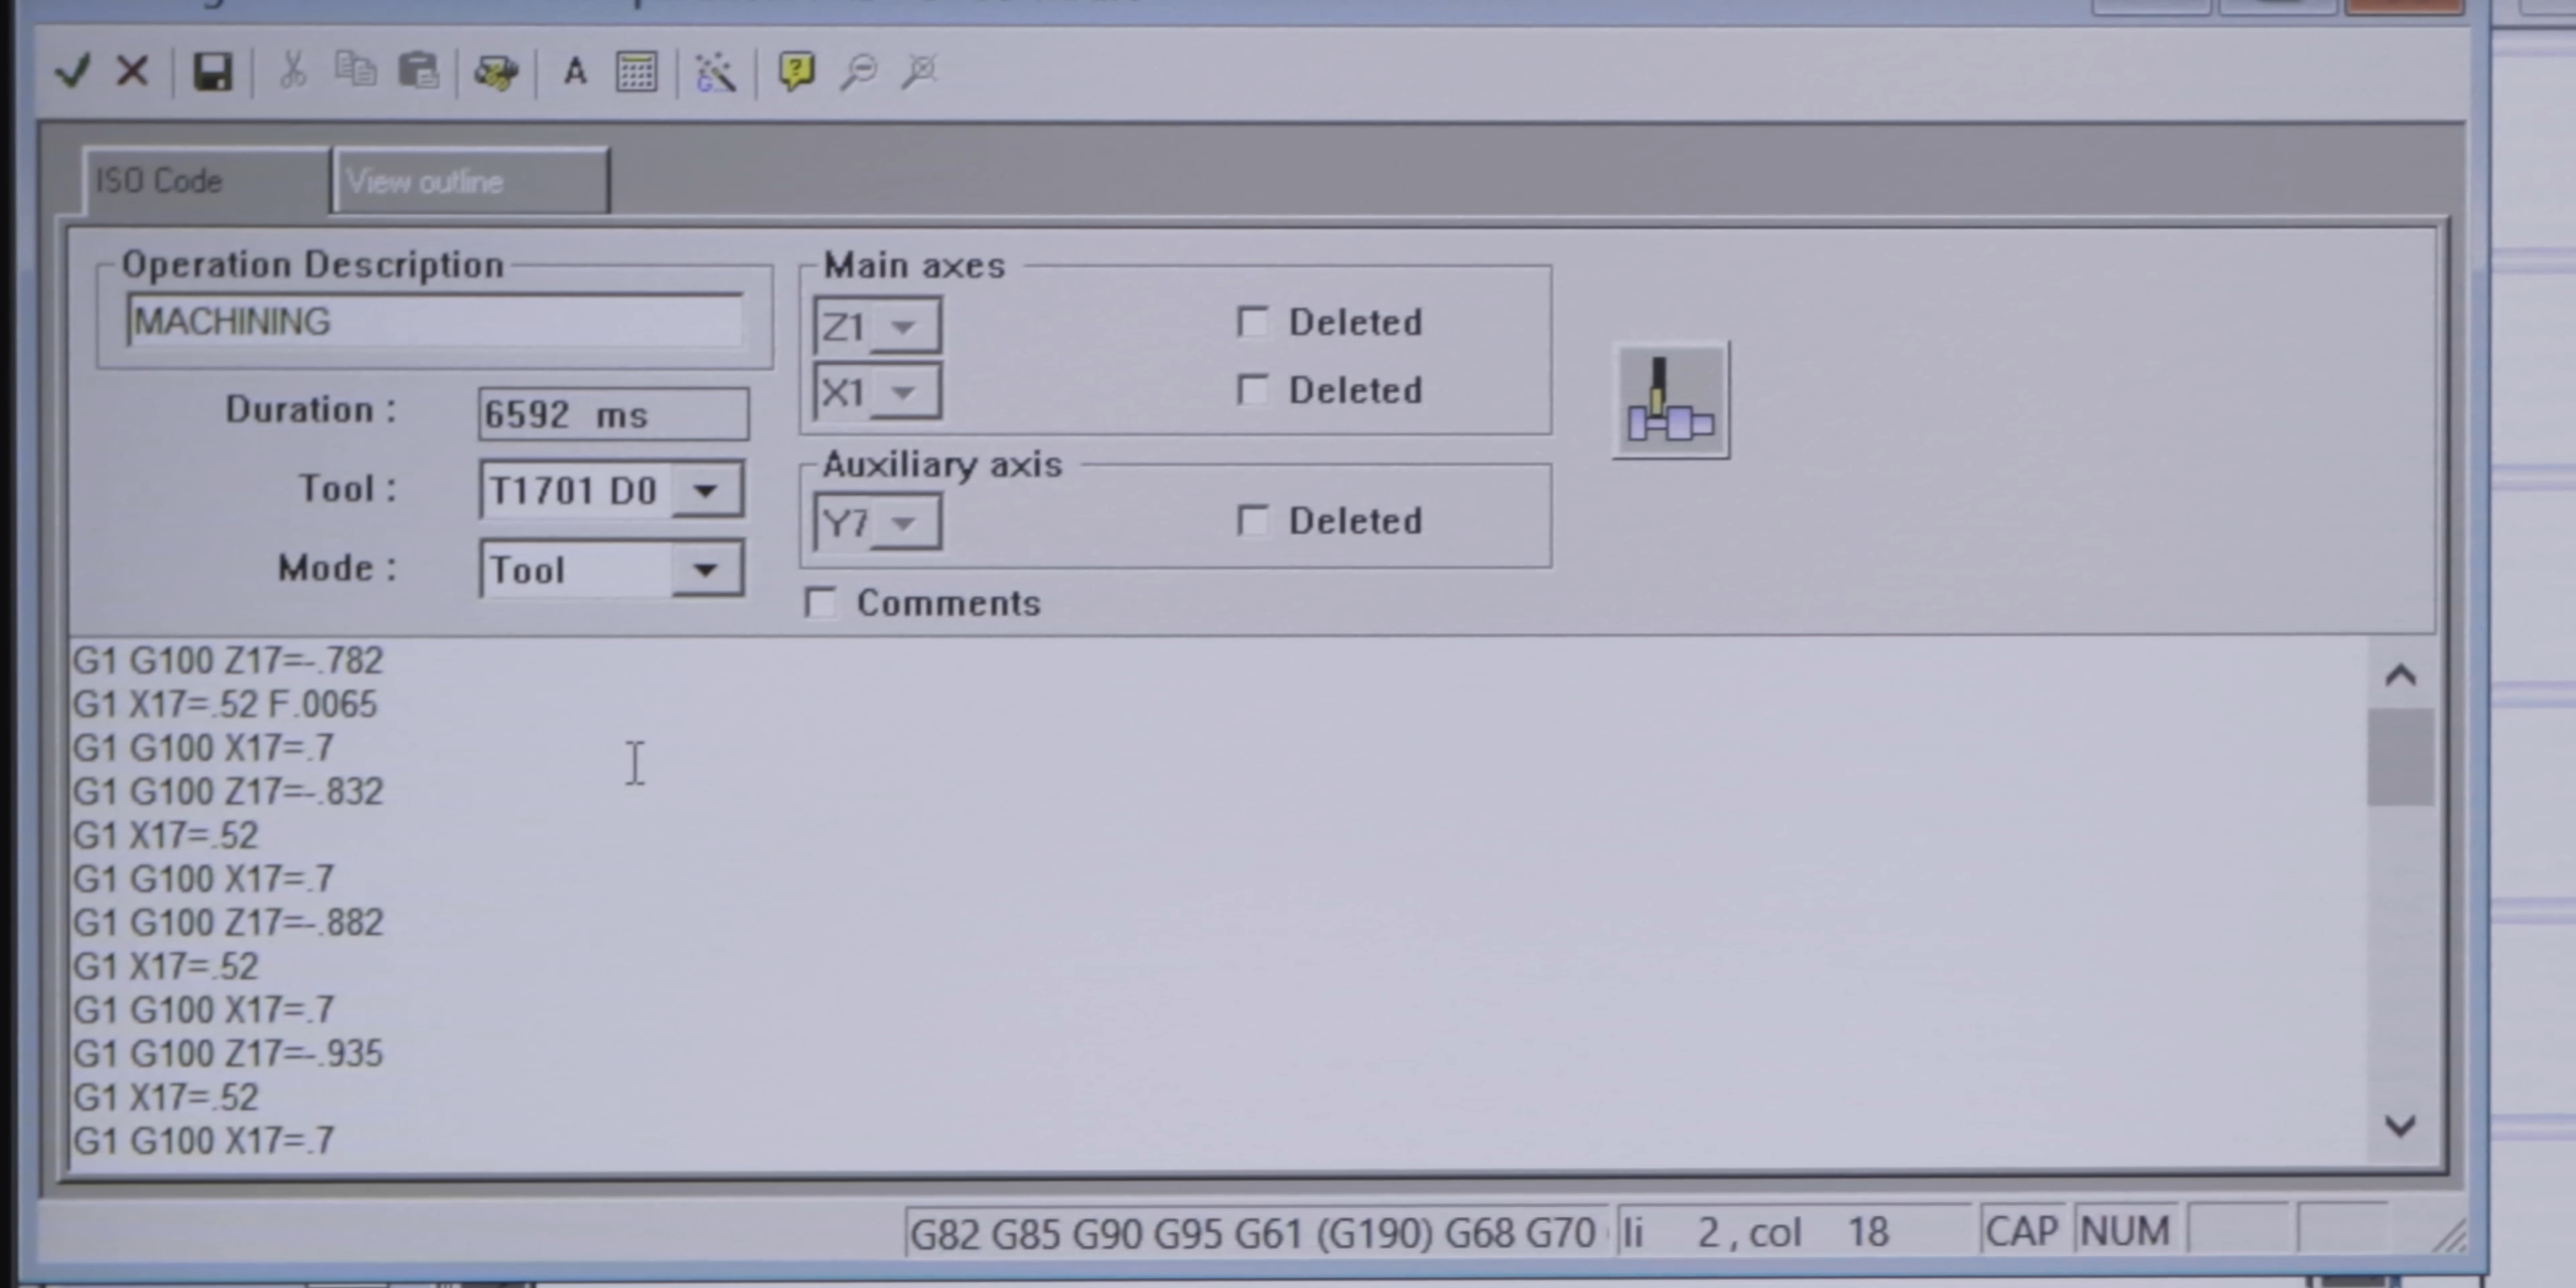 ISO Code
View outline
Operation Description
MACHINING
Duration :
6592 ms
Tool :
T1701 D0
Mode :
Tool
Main axes
Z1
Deleted
X1
Deleted
Auxiliary axis
Y7
Deleted
Comments
G1 G100 Z17=-.782
G1 X17=.52 F.0065
G1 G100 X17=.7
G1 G100 Z17=-.832
G1 X17=.52
G1 G100 X17=.7
G1 G100 Z17=-.882
G1 X17=.52
G1 G100 X17=.7
G1 G100 Z17=-.935
G1 X17=.52
G1 G100 X17=.7
G82 G85 G90 G95 G61 (G190) G68 G70
li 2 , col 18
CAP
NUM